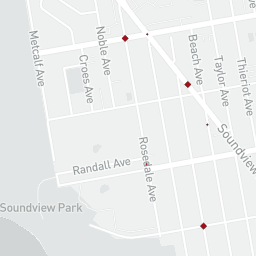 Metcalf Ave
Noble Ave
Croes Ave
Beach Ave
Taylor Ave
Thieriot Ave
Soundview
Rosedale Ave
Randall Ave
Soundview Park